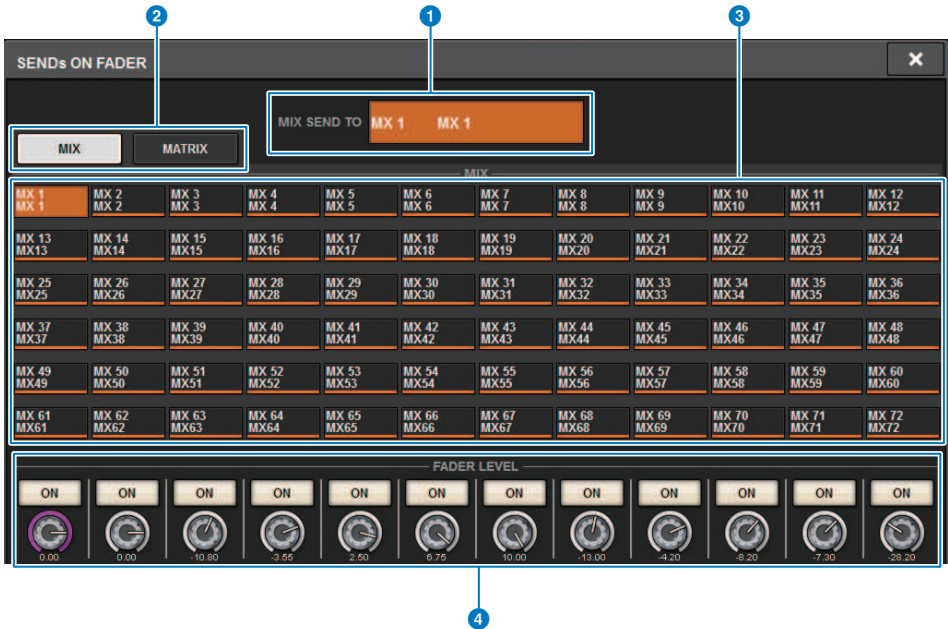 2 1 3
SENDs ON FADER ×
MIX SEND TO MX 1 MX 1
MIX MATRIX
MIX
MX 1 MX 2 MX 3 MX 4 MX 5 MX 6 MX 7 MX 8 MX 9 MX 10 MX 11 MX 12
MX 1 MX 2 MX 3 MX 4 MX 5 MX 6 MX 7 MX 8 MX 9 MX10 MX11 MX12
MX 13 MX 14 MX 15 MX 16 MX 17 MX 18 MX 19 MX 20 MX 21 MX 22 MX 23 MX 24
MX13 MX14 MX15 MX16 MX17 MX18 MX19 MX20 MX21 MX22 MX23 MX24
MX 25 MX 26 MX 27 MX 28 MX 29 MX 30 MX 31 MX 32 MX 33 MX 34 MX 35 MX 36
MX25 MX26 MX27 MX28 MX29 MX30 MX31 MX32 MX33 MX34 MX35 MX36
MX 37 MX 38 MX 39 MX 40 MX 41 MX 42 MX 43 MX 44 MX 45 MX 46 MX 47 MX 48
MX37 MX38 MX39 MX40 MX41 MX42 MX43 MX44 MX45 MX46 MX47 MX48
MX 49 MX 50 MX 51 MX 52 MX 53 MX 54 MX 55 MX 56 MX 57 MX 58 MX 59 MX 60
MX49 MX50 MX51 MX52 MX53 MX54 MX55 MX56 MX57 MX58 MX59 MX60
MX 61 MX 62 MX 63 MX 64 MX 65 MX 66 MX 67 MX 68 MX 69 MX 70 MX 71 MX 72
MX61 MX62 MX63 MX64 MX65 MX66 MX67 MX68 MX69 MX70 MX71 MX72
FADER LEVEL
ON ON ON ON ON ON ON ON ON ON ON ON
0.00 0.00 -10.80 -3.55 2.50 6.75 10.00 -13.00 -4.20 -8.20 -7.30 -28.20
4